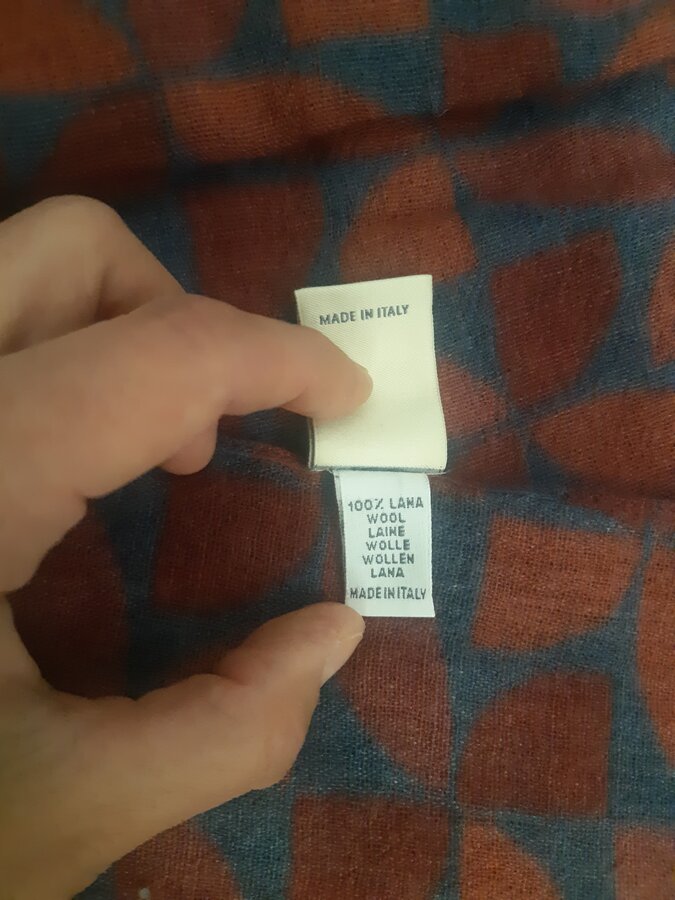 MADE IN ITALY
100% LANA
WOOL
LAINE
WOLLE
WOLLEN
LANA
MADE IN ITALY